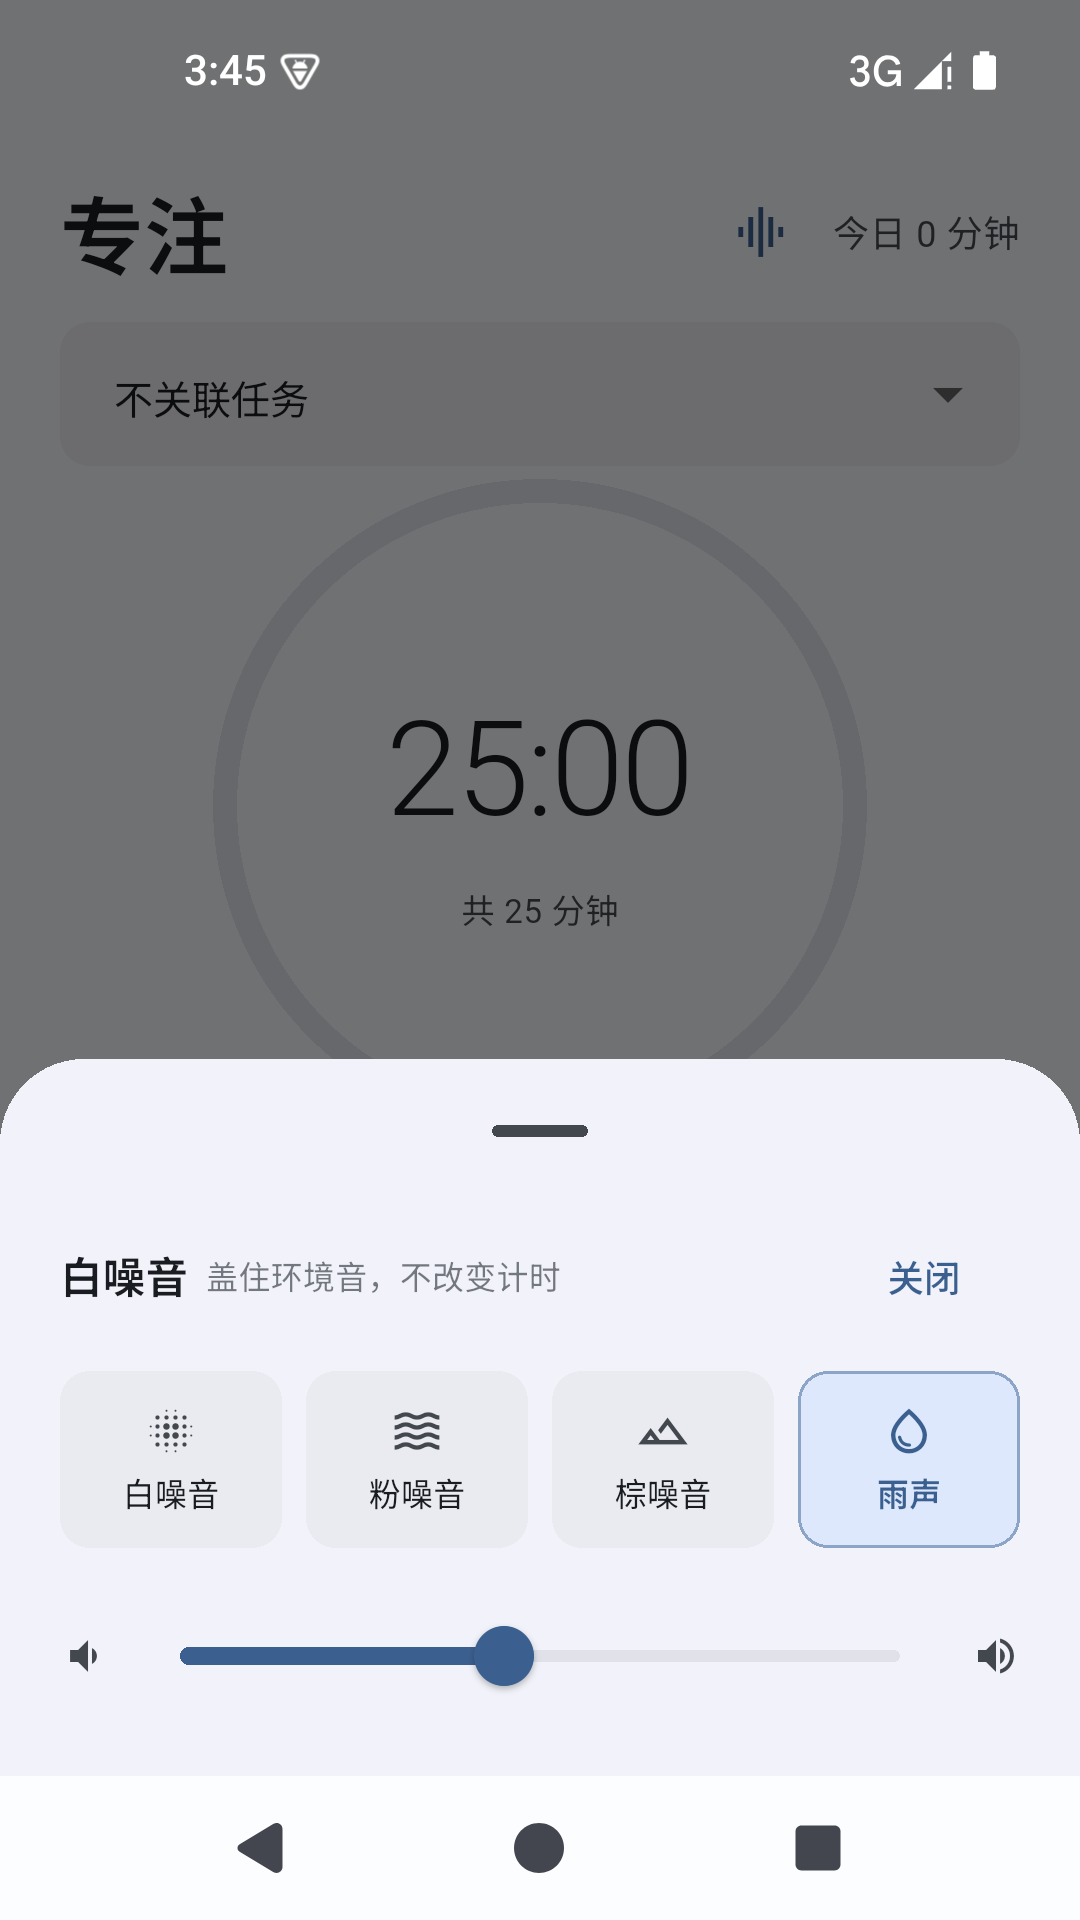 3:45 3G
专注 今日 0 分钟
不关联任务
25:00
共 25 分钟
白噪音 盖住环境音，不改变计时 关闭
白噪音 粉噪音 棕噪音 雨声